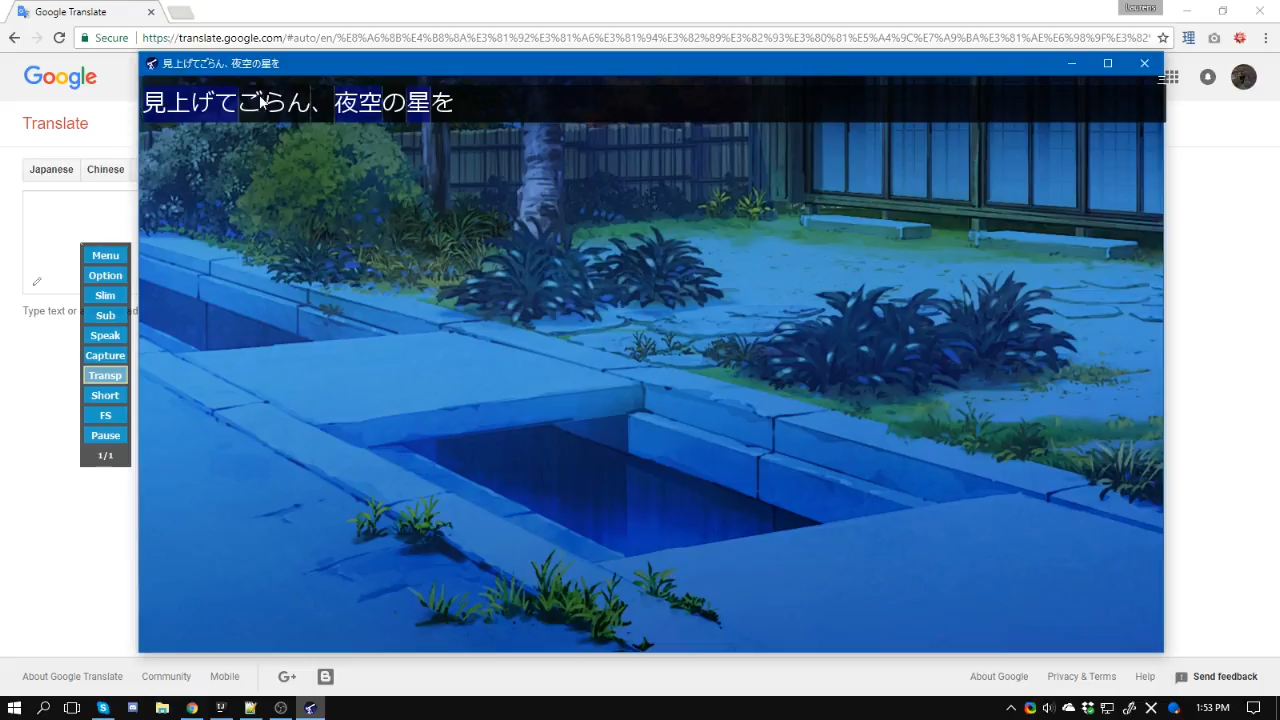 Google Translate
Leurens
Secure
https://translate.google.com/#auto/en/%E8%A6%8B%E4%B8%8A%E3%81%92%E3%81%A6%E3%81%94%E3%82%89%E3%82%93%E3%80%81%E5%A4%9C%E7%A9%BA%E3%81%AE%E6%98%9F%E3%82%
理
Google
見上げてごらん、夜空の星を
見上げてごらん、夜空の星を
Translate
Japanese
Chinese
Type text or a
Menu
Option
Slim
Sub
Speak
Capture
Transp
Short
FS
Pause
1/1
About Google Translate
Community
Mobile
G+
About Google
Privacy & Terms
Help
Send feedback
1:53 PM